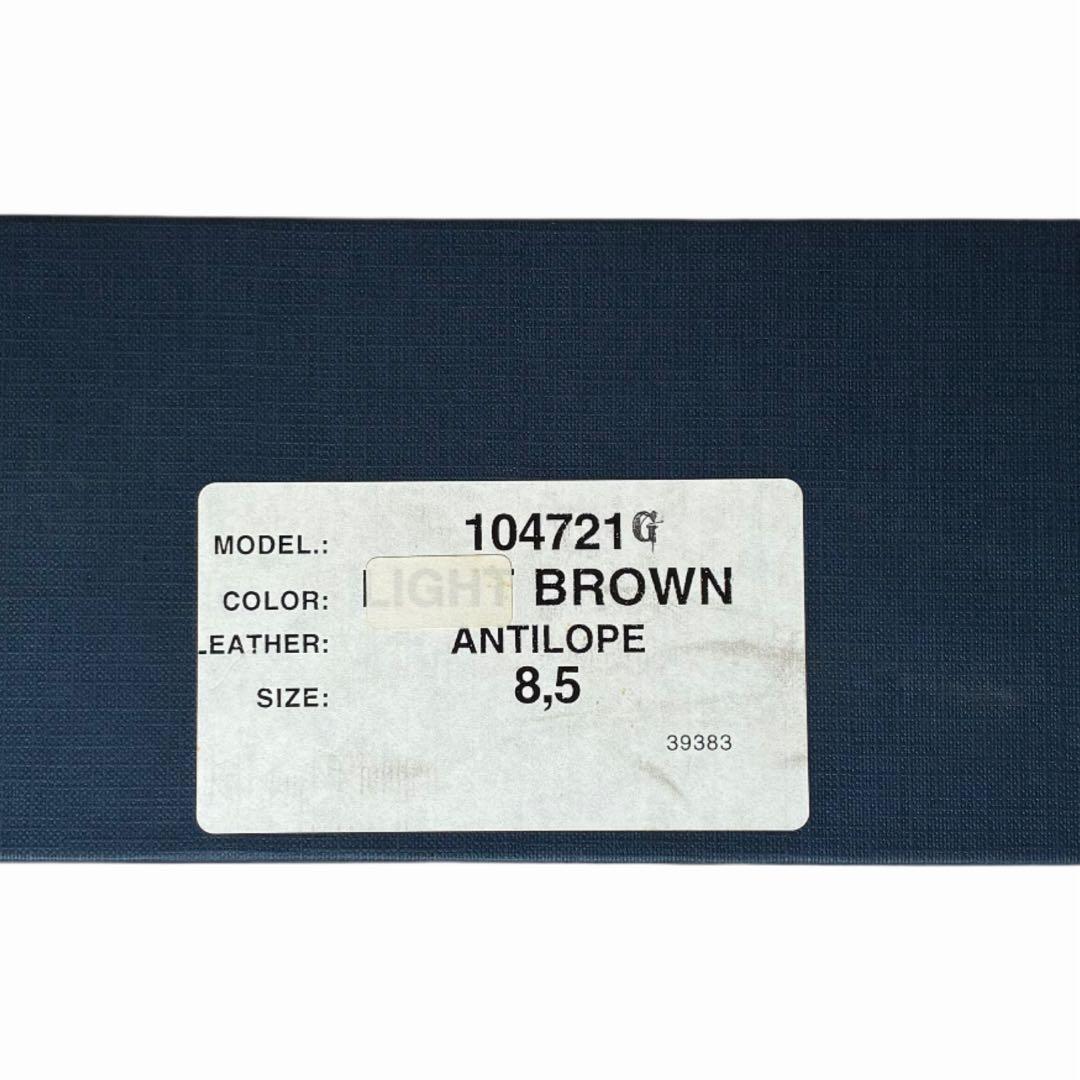 MODEL.: 104721G
COLOR: LIGHT BROWN
LEATHER: ANTILOPE
SIZE: 8,5
39383